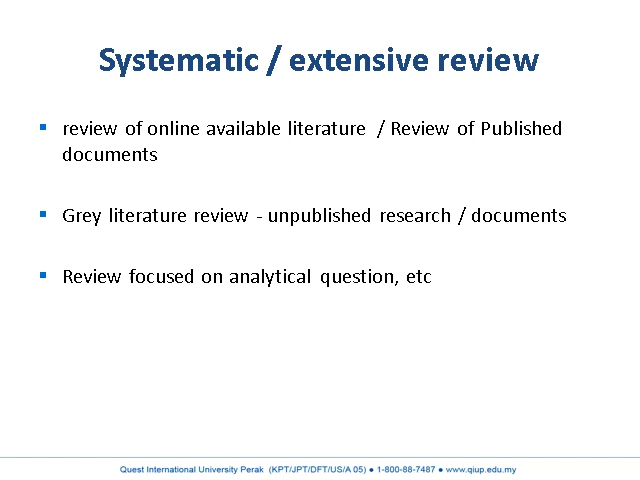 Systematic / extensive review
▪ review of online available literature / Review of Published
documents
▪ Grey literature review - unpublished research / documents
▪ Review focused on analytical question, etc
Quest International University Perak (KPT/JPT/DFT/US/A 05) ● 1-800-88-7487 ● www.qiup.edu.my